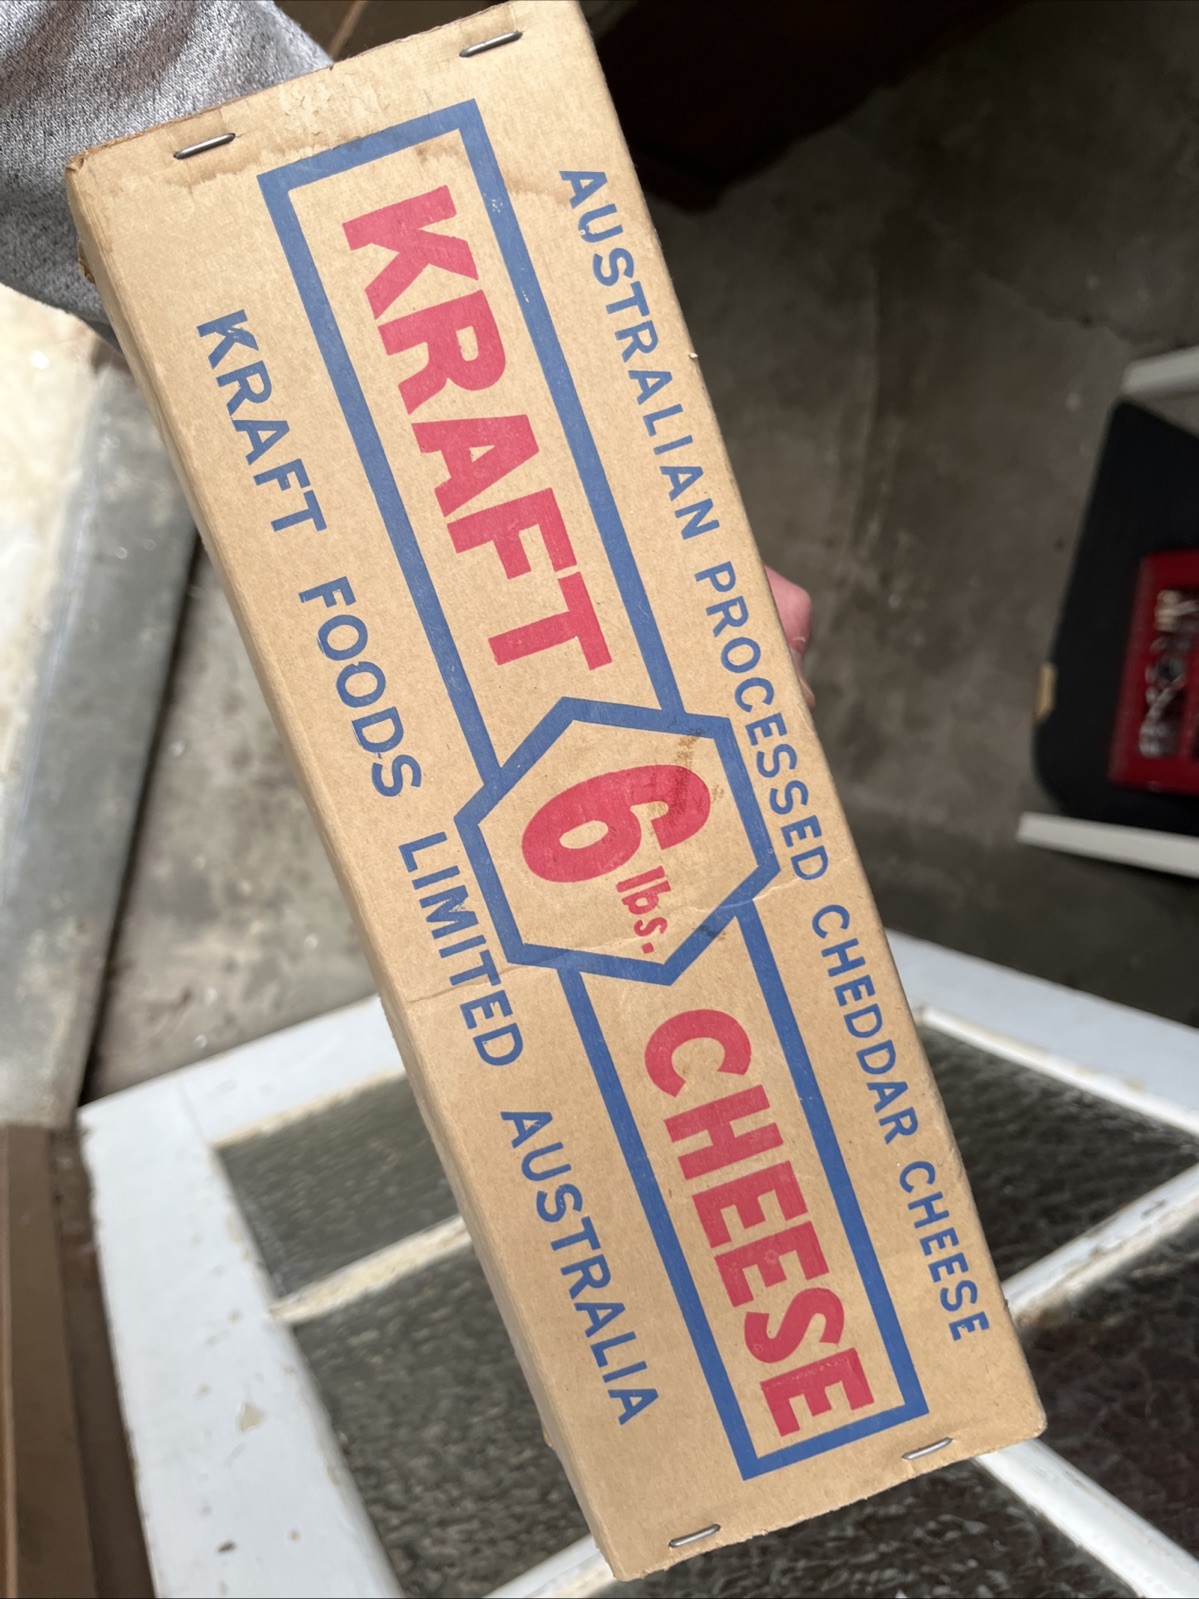 AUSTRALIAN PROCESSED CHEDDAR CHEESE
KRAFT 6 lbs. CHEESE
KRAFT FOODS LIMITED AUSTRALIA